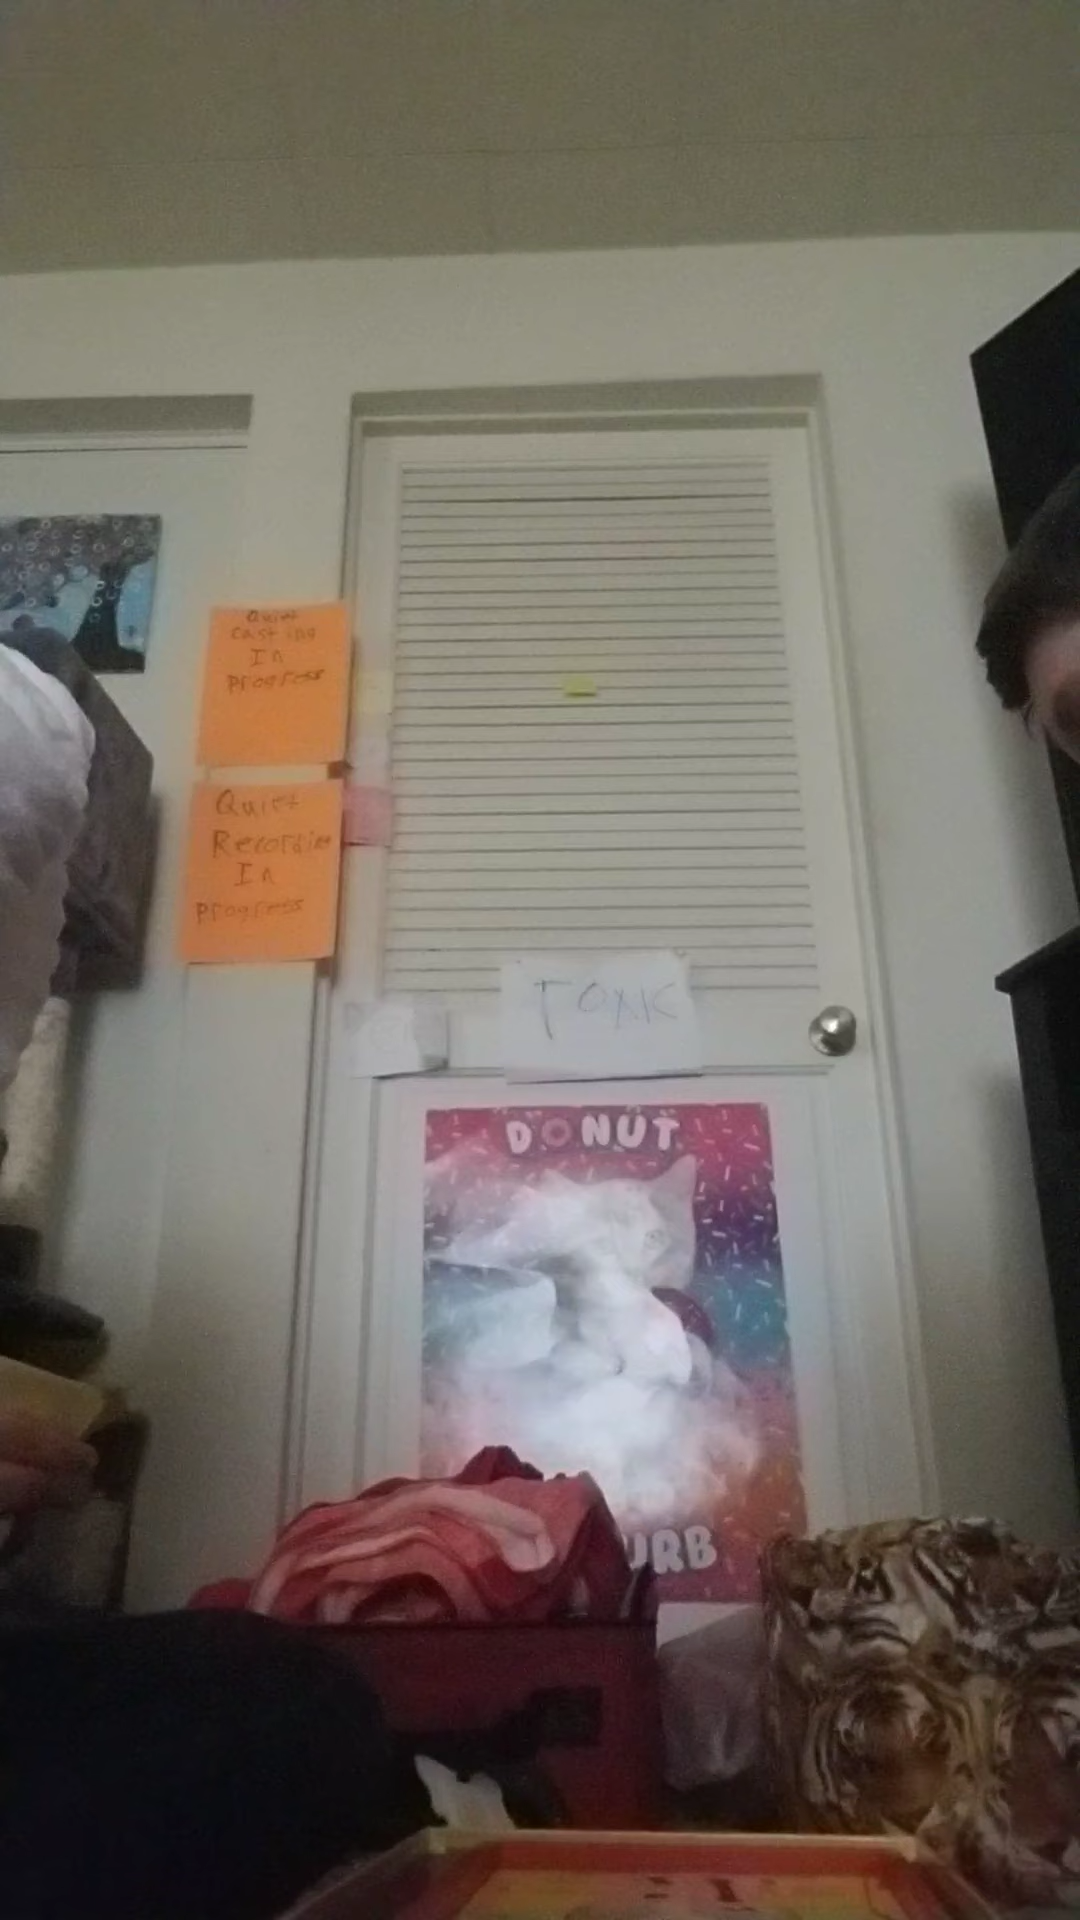 Quiet
Casting
In
Progress
Quiet
Recording
In
progress
TOXIC
DONUT
URB